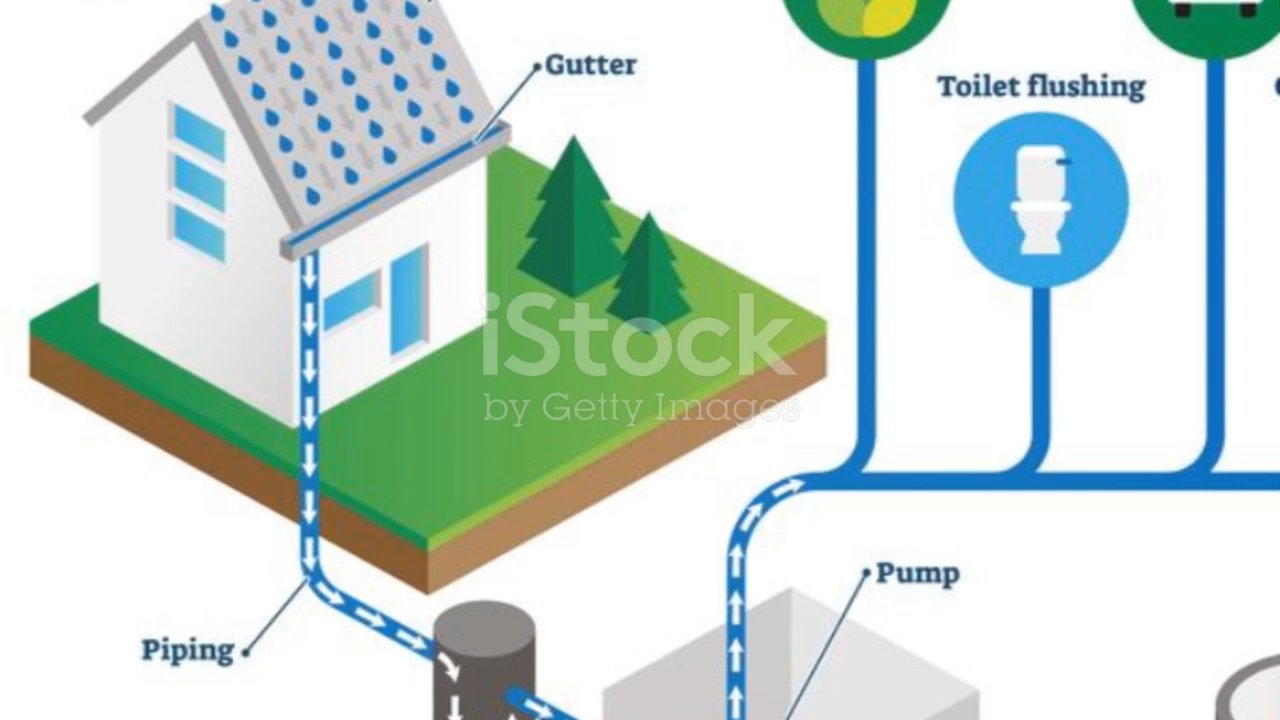 Gutter
Toilet flushing
iStock
by Getty Images
Pump
Piping